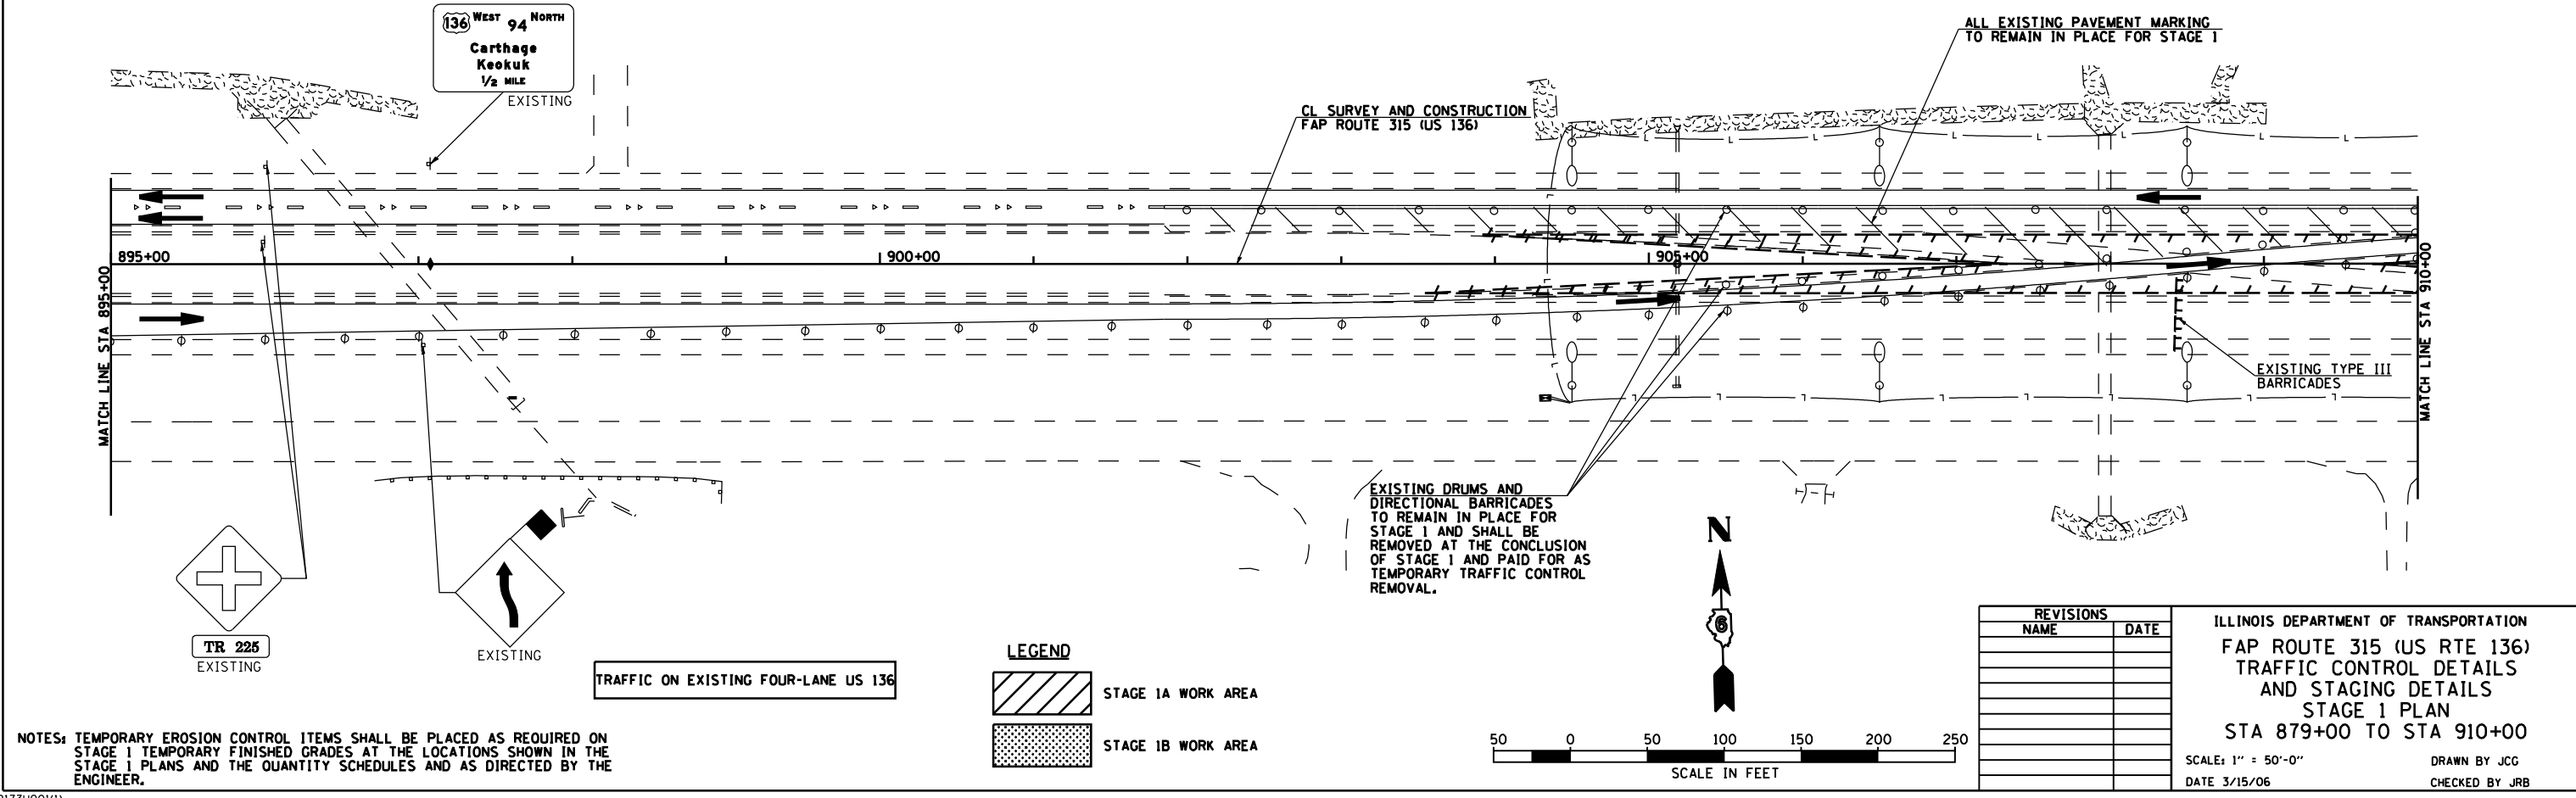 136 WEST 94 NORTH
Carthage
Keokuk
1/2 MILE
EXISTING
ALL EXISTING PAVEMENT MARKING
TO REMAIN IN PLACE FOR STAGE 1
CL SURVEY AND CONSTRUCTION
FAP ROUTE 315 (US 136)
895+00
900+00
905+00
MATCH LINE STA 895+00
MATCH LINE STA 910+00
EXISTING TYPE III
BARRICADES
EXISTING DRUMS AND
DIRECTIONAL BARRICADES
TO REMAIN IN PLACE FOR
STAGE 1 AND SHALL BE
REMOVED AT THE CONCLUSION
OF STAGE 1 AND PAID FOR AS
TEMPORARY TRAFFIC CONTROL
REMOVAL.
TR 225
EXISTING
EXISTING
TRAFFIC ON EXISTING FOUR-LANE US 136
LEGEND
STAGE 1A WORK AREA
STAGE 1B WORK AREA
N
6
50 0 50 100 150 200 250
SCALE IN FEET
NOTES: TEMPORARY EROSION CONTROL ITEMS SHALL BE PLACED AS REQUIRED ON
STAGE 1 TEMPORARY FINISHED GRADES AT THE LOCATIONS SHOWN IN THE
STAGE 1 PLANS AND THE QUANTITY SCHEDULES AND AS DIRECTED BY THE
ENGINEER.
REVISIONS
NAME DATE
ILLINOIS DEPARTMENT OF TRANSPORTATION
FAP ROUTE 315 (US RTE 136)
TRAFFIC CONTROL DETAILS
AND STAGING DETAILS
STAGE 1 PLAN
STA 879+00 TO STA 910+00
SCALE: 1" = 50'-0"
DRAWN BY JCG
DATE 3/15/06
CHECKED BY JRB